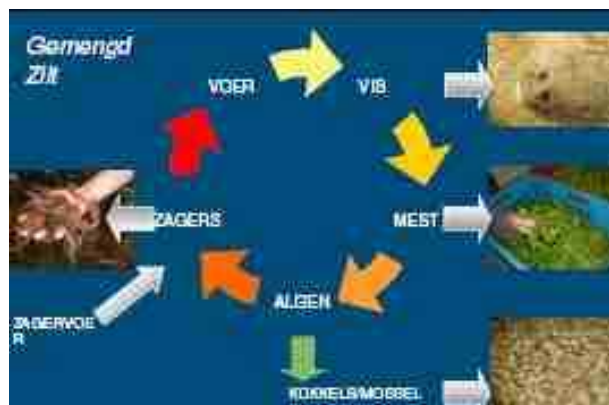 Gemengd
Zilt
VOER
VIS
ZAGERS
MEST
ALGEN
ZAGERVOE
R
KOKKELS/MOSSEL